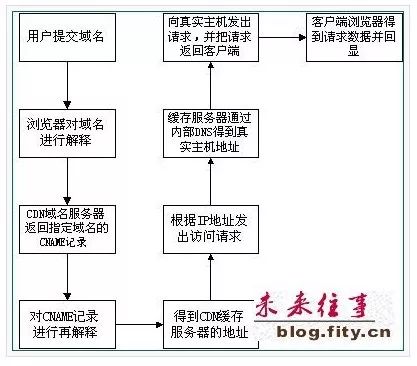 用户提交域名
浏览器对域名
进行解释
CDN域名服务器
返回指定域名的
CNAME记录
对CNAME记录
进行再解释
得到CDN缓存
服务器的地址
根据IP地址发
出访问请求
缓存服务器通过
内部DNS得到真
实主机地址
向真实主机发出
请求,并把请求
返回客户端
客户端浏览器得
到请求数据并回
显
未来往事
blog.fity.cn